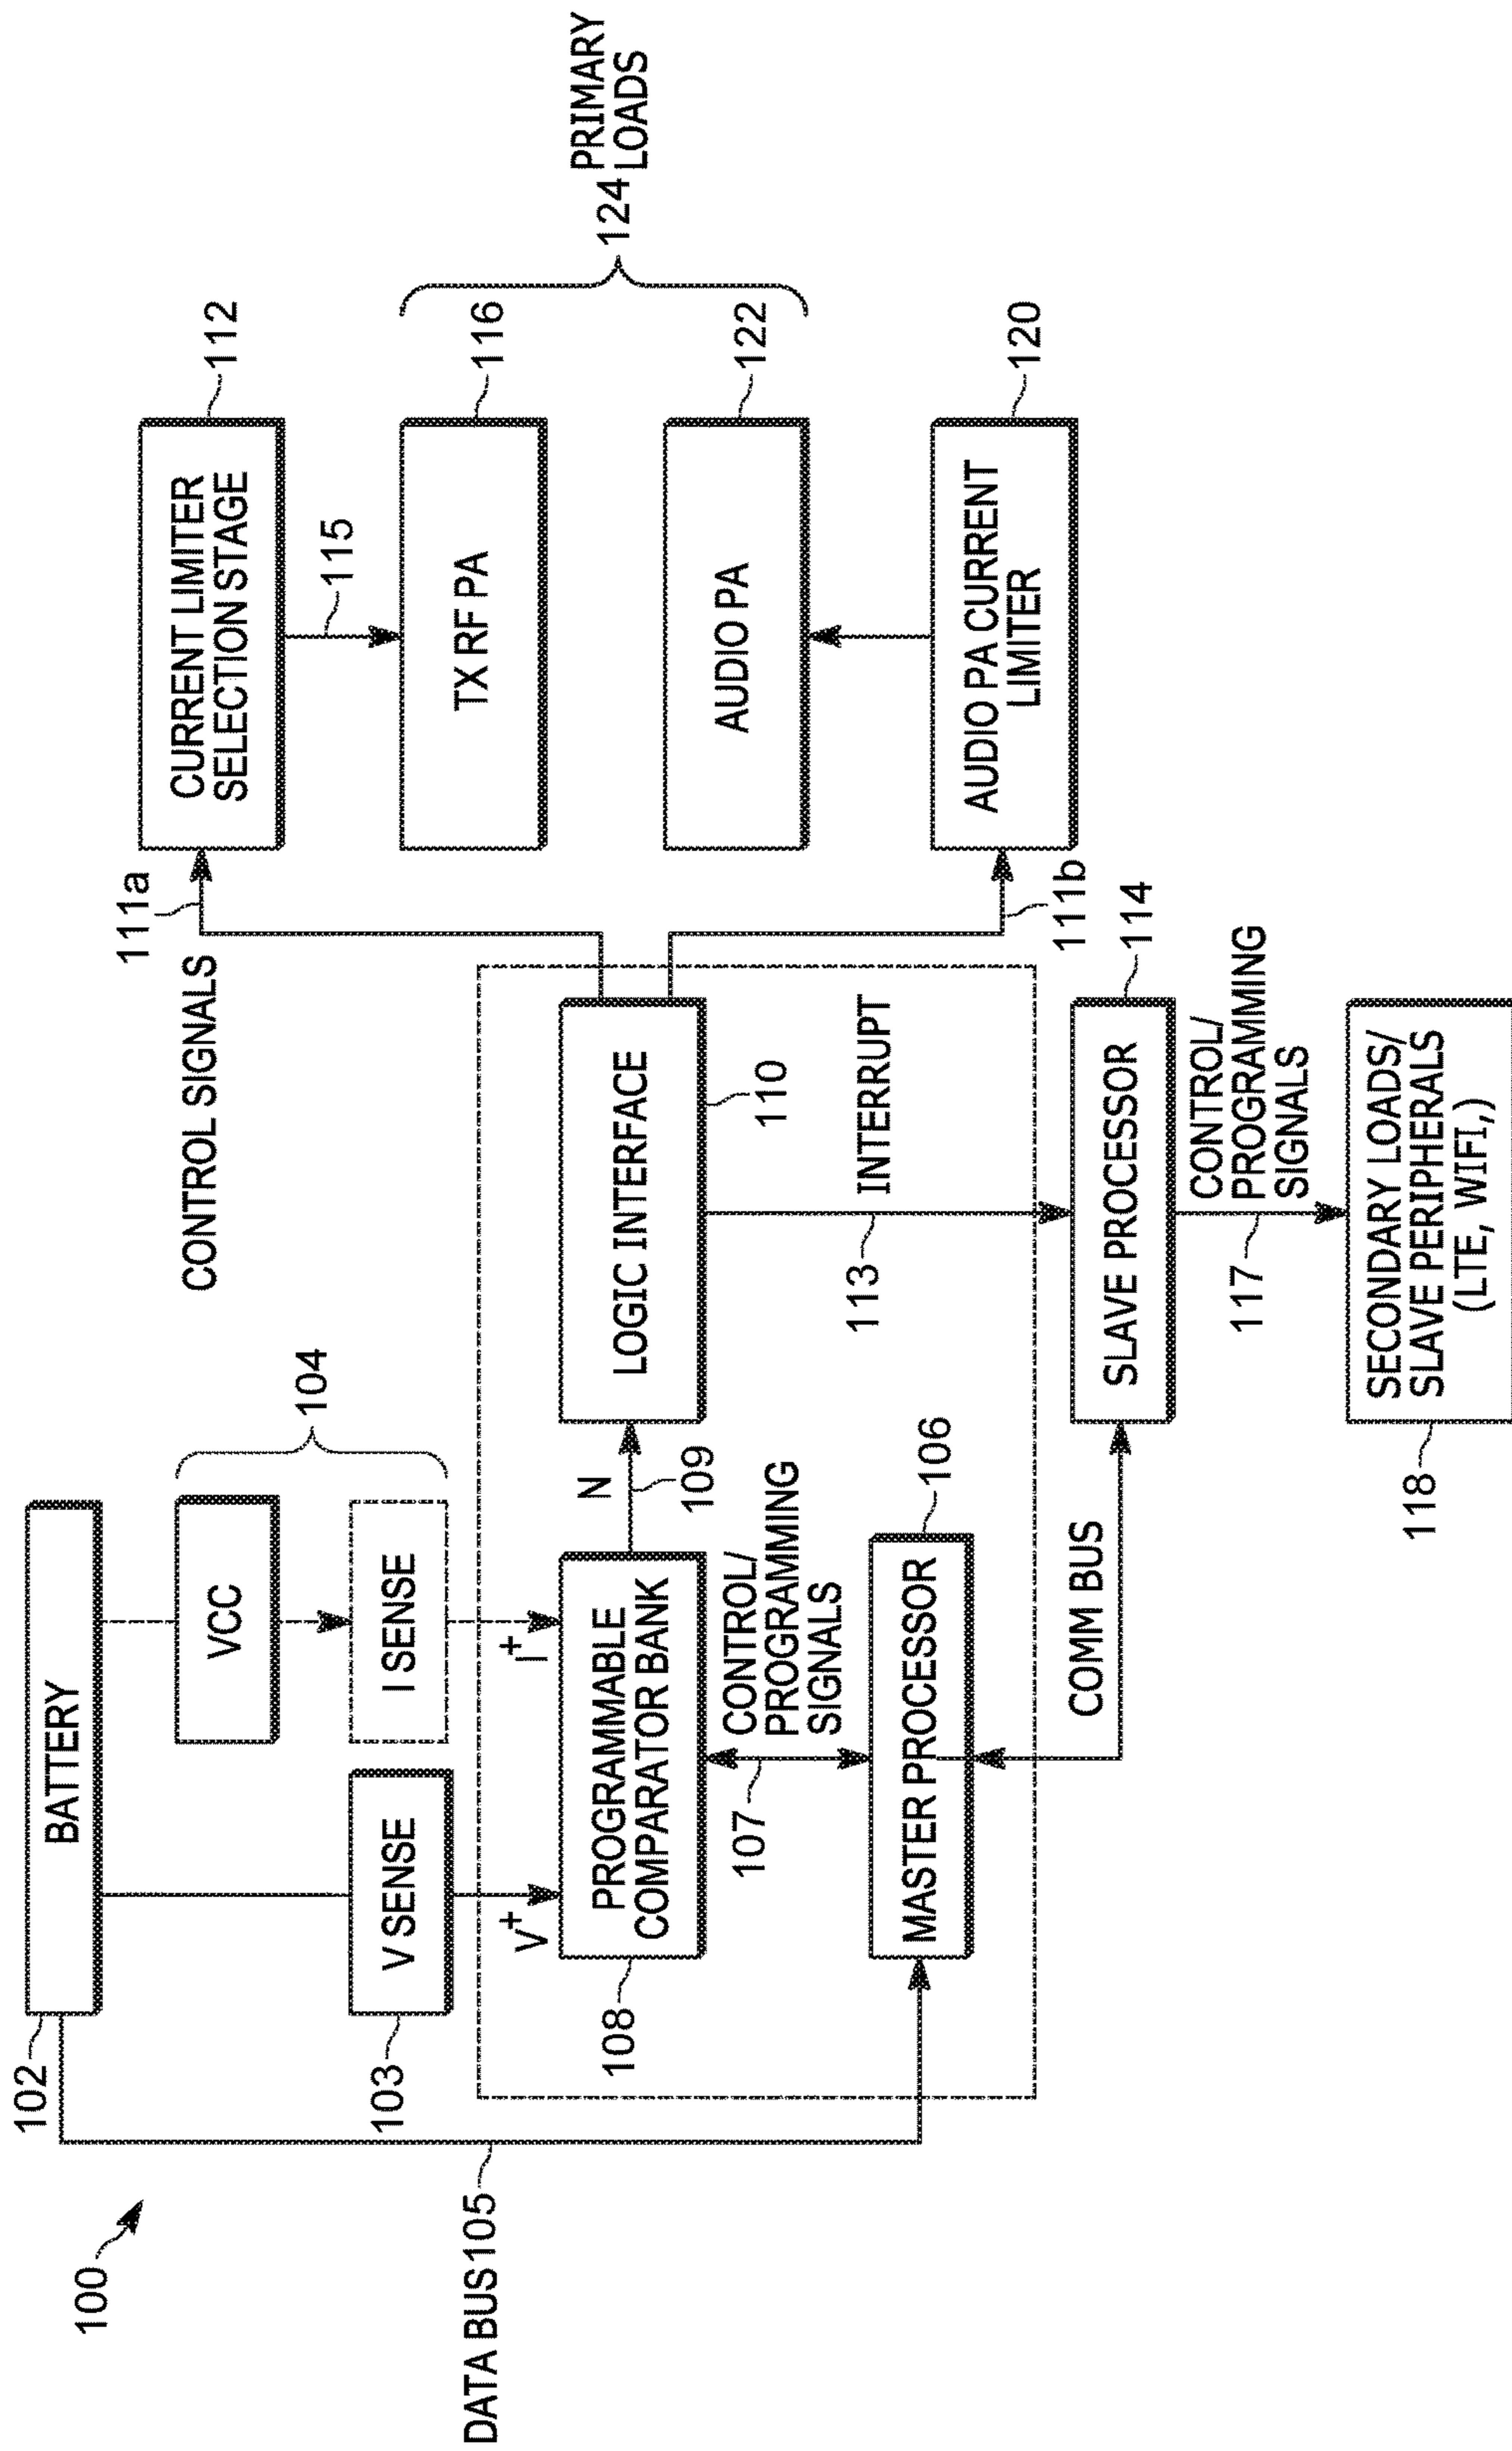 100
102
BATTERY
DATA BUS 105
V SENSE
103
VCC
I SENSE
104
V+
I+
PROGRAMMABLE
COMPARATOR BANK
108
N
109
LOGIC INTERFACE
110
CONTROL/
PROGRAMMING
SIGNALS
107
MASTER PROCESSOR
106
INTERRUPT
113
COMM BUS
SLAVE PROCESSOR
114
CONTROL/
PROGRAMMING
SIGNALS
117
SECONDARY LOADS/
SLAVE PERIPHERALS
(LTE, WIFI,)
118
CONTROL SIGNALS
111a
111b
CURRENT LIMITER
SELECTION STAGE
112
115
TX RF PA
116
AUDIO PA
122
AUDIO PA CURRENT
LIMITER
120
124
PRIMARY
LOADS